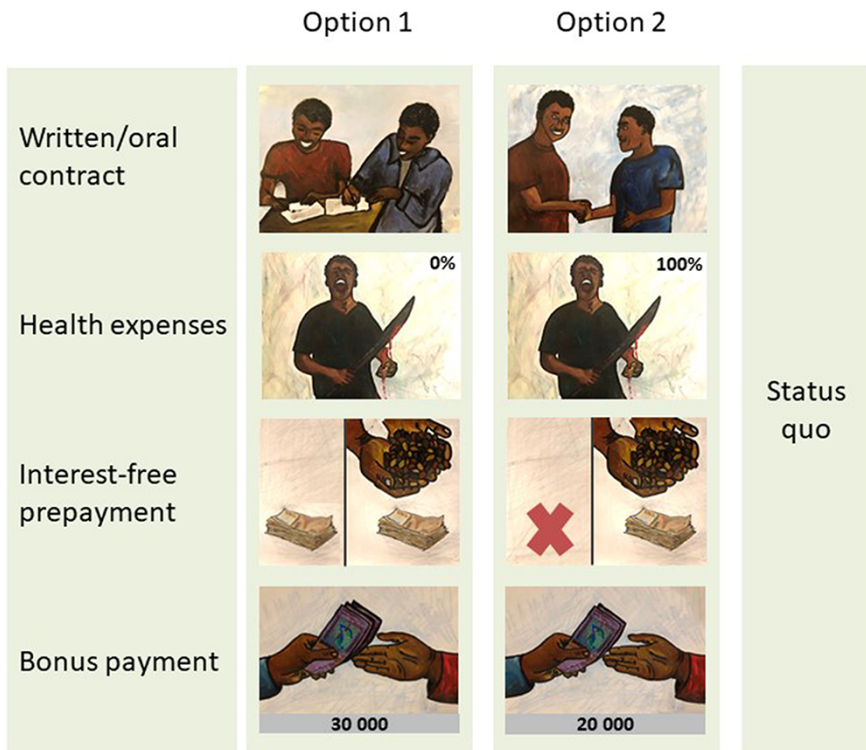 Option 1
Option 2
Written/oral
contract
0%
100%
Health expenses
Status
quo
Interest-free
prepayment
Bonus payment
30 000
20 000